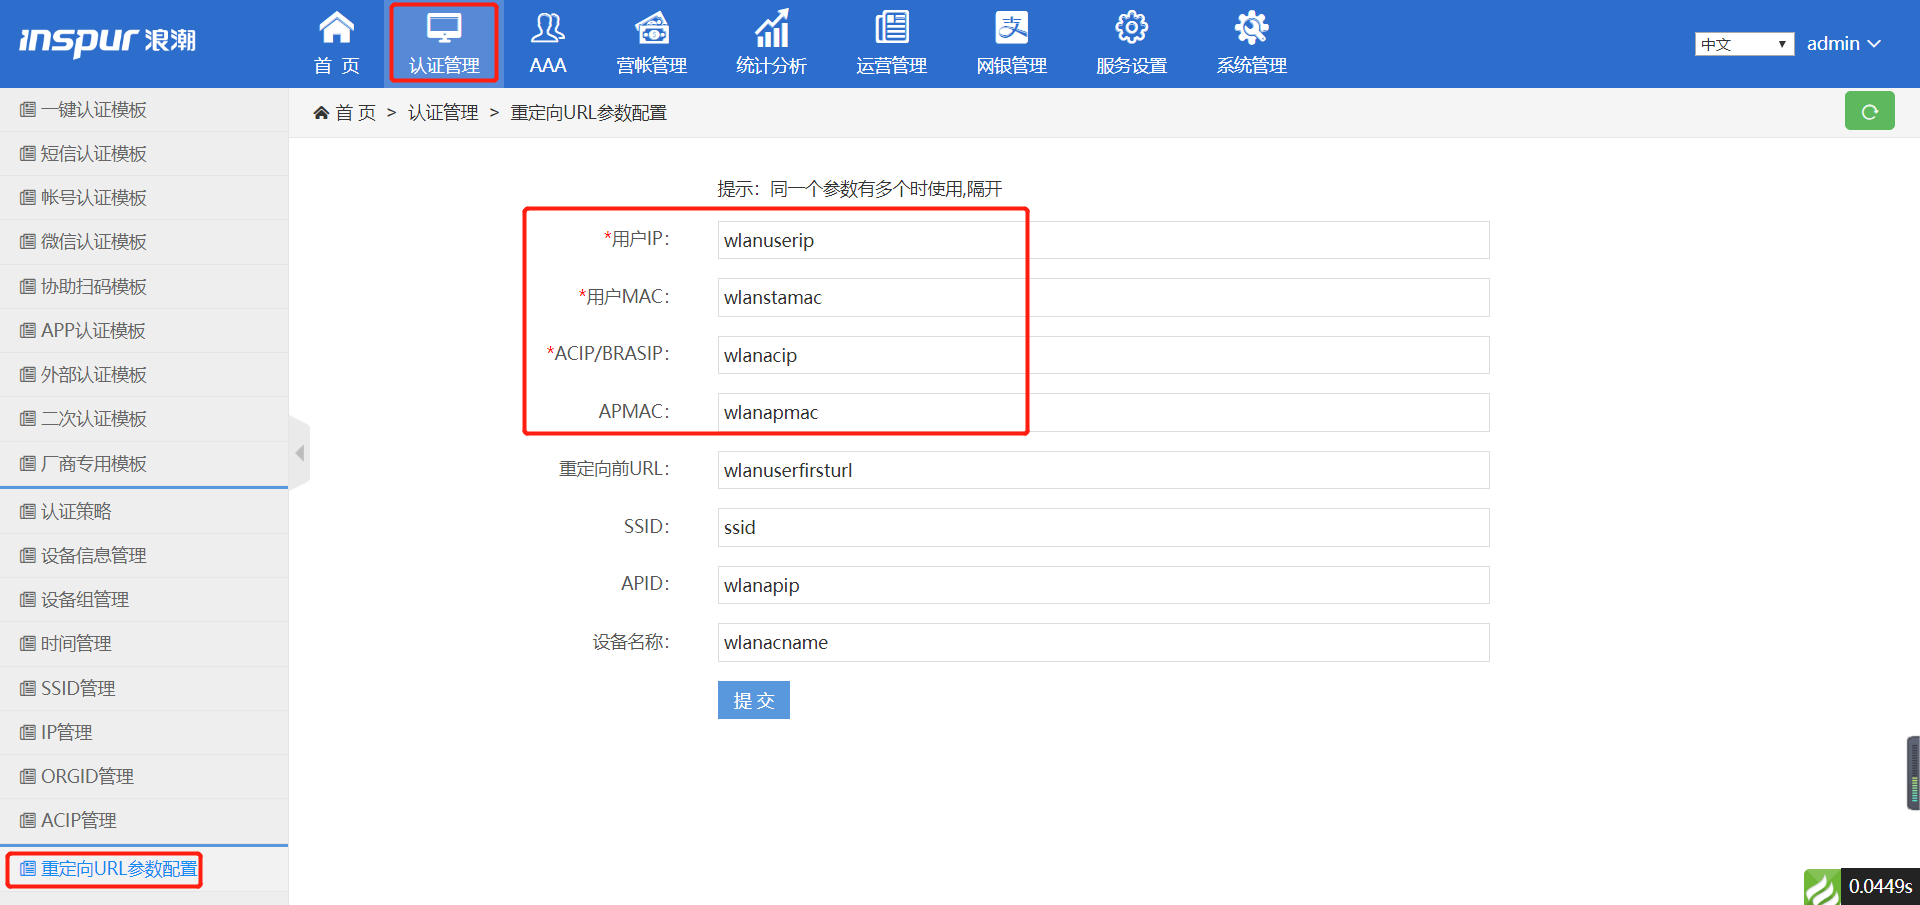 inspur 浪潮
首 页
认证管理
AAA
营帐管理
统计分析
运营管理
网银管理
服务设置
系统管理
中文
admin
一键认证模板
短信认证模板
帐号认证模板
微信认证模板
协助扫码模板
APP认证模板
外部认证模板
二次认证模板
厂商专用模板
认证策略
设备信息管理
设备组管理
时间管理
SSID管理
IP管理
ORGID管理
ACIP管理
重定向URL参数配置
首 页 > 认证管理 > 重定向URL参数配置
提示：同一个参数有多个时使用,隔开
*用户IP： wlanuserip
*用户MAC： wlanstamac
*ACIP/BRASIP： wlanacip
APMAC： wlanapmac
重定向前URL： wlanuserfirsturl
SSID： ssid
APID： wlanapip
设备名称： wlanacname
提 交
0.0449s